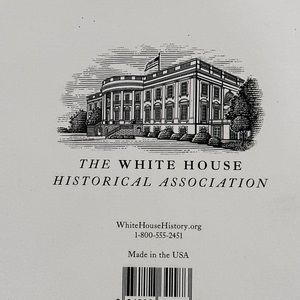 THE WHITE HOUSE
HISTORICAL ASSOCIATION
WhiteHouseHistory.org
1-800-555-2451
Made in the USA